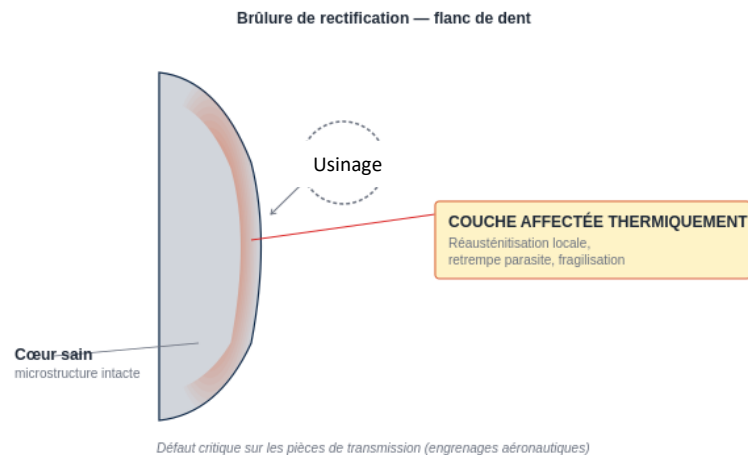 Brûlure de rectification — flanc de dent
Usinage
COUCHE AFFECTÉE THERMIQUEMENT
Réausténitisation locale,
retrempe parasite, fragilisation
Cœur sain
microstructure intacte
Défaut critique sur les pièces de transmission (engrenages aéronautiques)